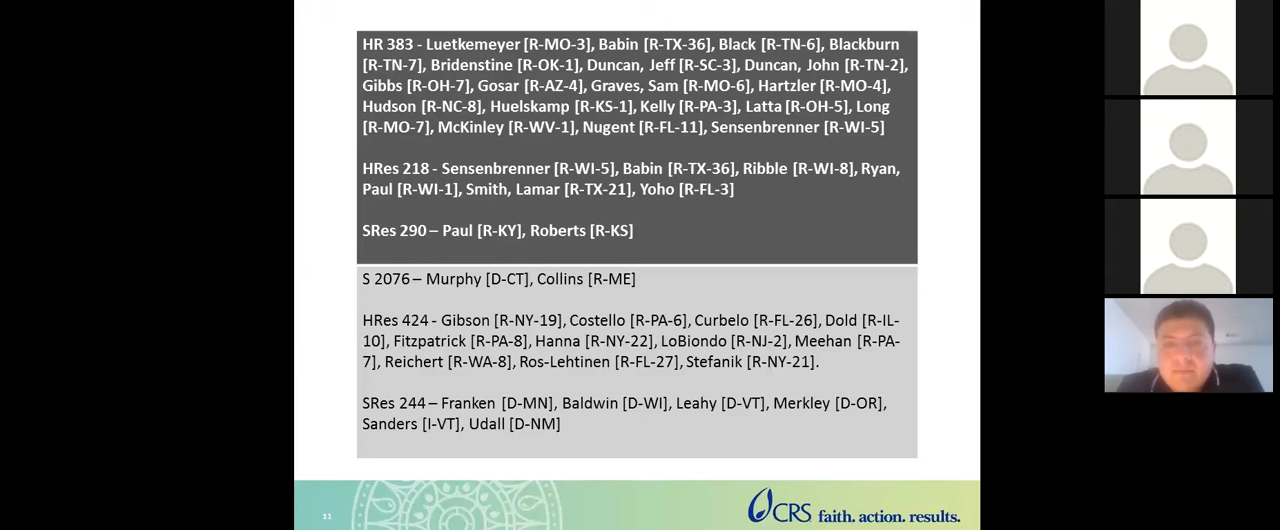 HR 383 - Luetkemeyer [R-MO-3], Babin [R-TX-36], Black [R-TN-6], Blackburn
[R-TN-7], Bridenstine [R-OK-1], Duncan, Jeff [R-SC-3], Duncan, John [R-TN-2],
Gibbs [R-OH-7], Gosar [R-AZ-4], Graves, Sam [R-MO-6], Hartzler [R-MO-4],
Hudson [R-NC-8], Huelskamp [R-KS-1], Kelly [R-PA-3], Latta [R-OH-5], Long
[R-MO-7], McKinley [R-WV-1], Nugent [R-FL-11], Sensenbrenner [R-WI-5]
HRes 218 - Sensenbrenner [R-WI-5], Babin [R-TX-36], Ribble [R-WI-8], Ryan,
Paul [R-WI-1], Smith, Lamar [R-TX-21], Yoho [R-FL-3]
SRes 290 – Paul [R-KY], Roberts [R-KS]
S 2076 – Murphy [D-CT], Collins [R-ME]
HRes 424 - Gibson [R-NY-19], Costello [R-PA-6], Curbelo [R-FL-26], Dold [R-IL-
10], Fitzpatrick [R-PA-8], Hanna [R-NY-22], LoBiondo [R-NJ-2], Meehan [R-PA-
7], Reichert [R-WA-8], Ros-Lehtinen [R-FL-27], Stefanik [R-NY-21].
SRes 244 – Franken [D-MN], Baldwin [D-WI], Leahy [D-VT], Merkley [D-OR],
Sanders [I-VT], Udall [D-NM]
11
CRS faith. action. results.